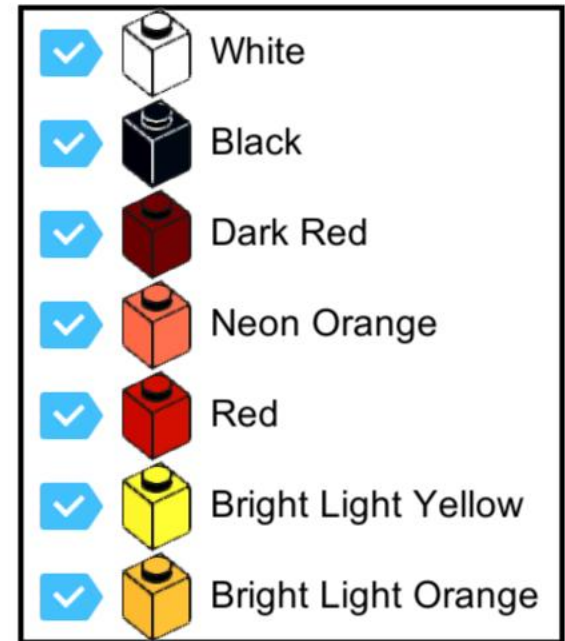 White
Black
Dark Red
Neon Orange
Red
Bright Light Yellow
Bright Light Orange